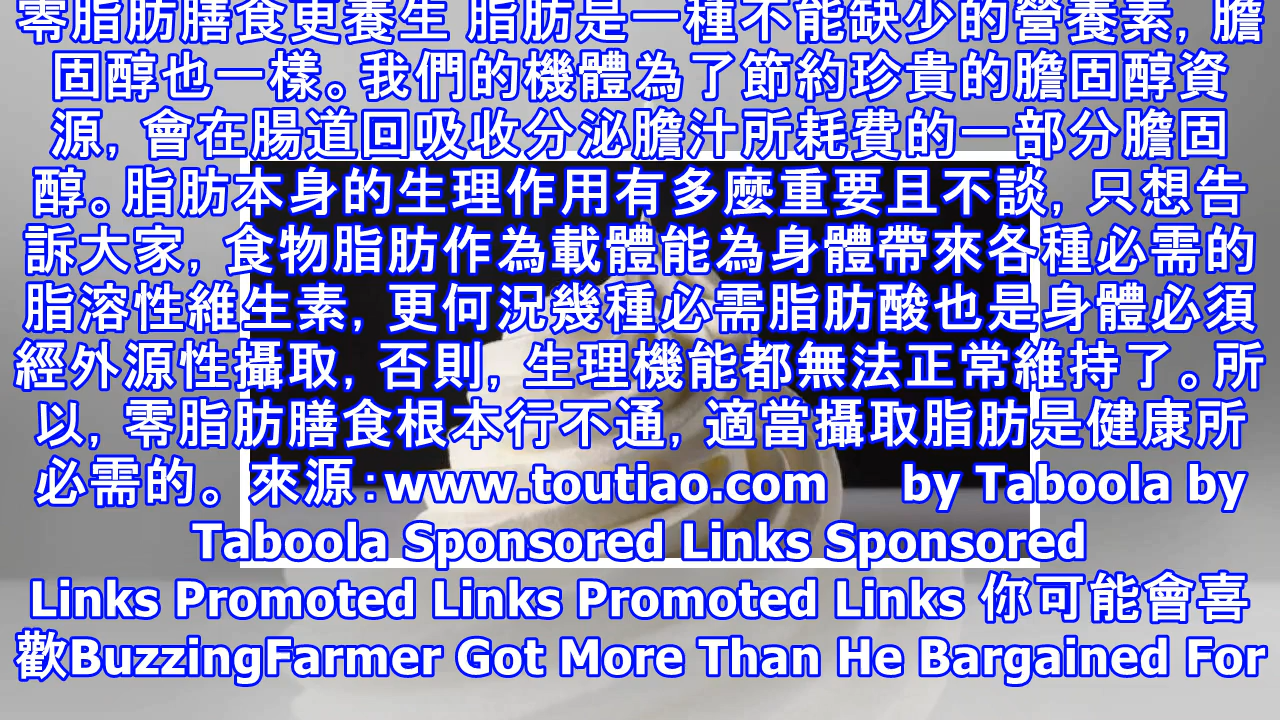 零脂肪膳食更養生 脂肪是一種不能缺少的營養素, 膽
固醇也一樣。我們的機體為了節約珍貴的膽固醇資
源, 會在腸道回吸收分泌膽汁所耗費的一部分膽固
醇。脂肪本身的生理作用有多麼重要且不談, 只想告
訴大家, 食物脂肪作為載體能為身體帶來各種必需的
脂溶性維生素, 更何況幾種必需脂肪酸也是身體必須
經外源性攝取, 否則, 生理機能都無法正常維持了。所
以, 零脂肪膳食根本行不通, 適當攝取脂肪是健康所
必需的。 來源:www.toutiao.com by Taboola by
Taboola Sponsored Links Sponsored
Links Promoted Links Promoted Links 你可能會喜
歡BuzzingFarmer Got More Than He Bargained For